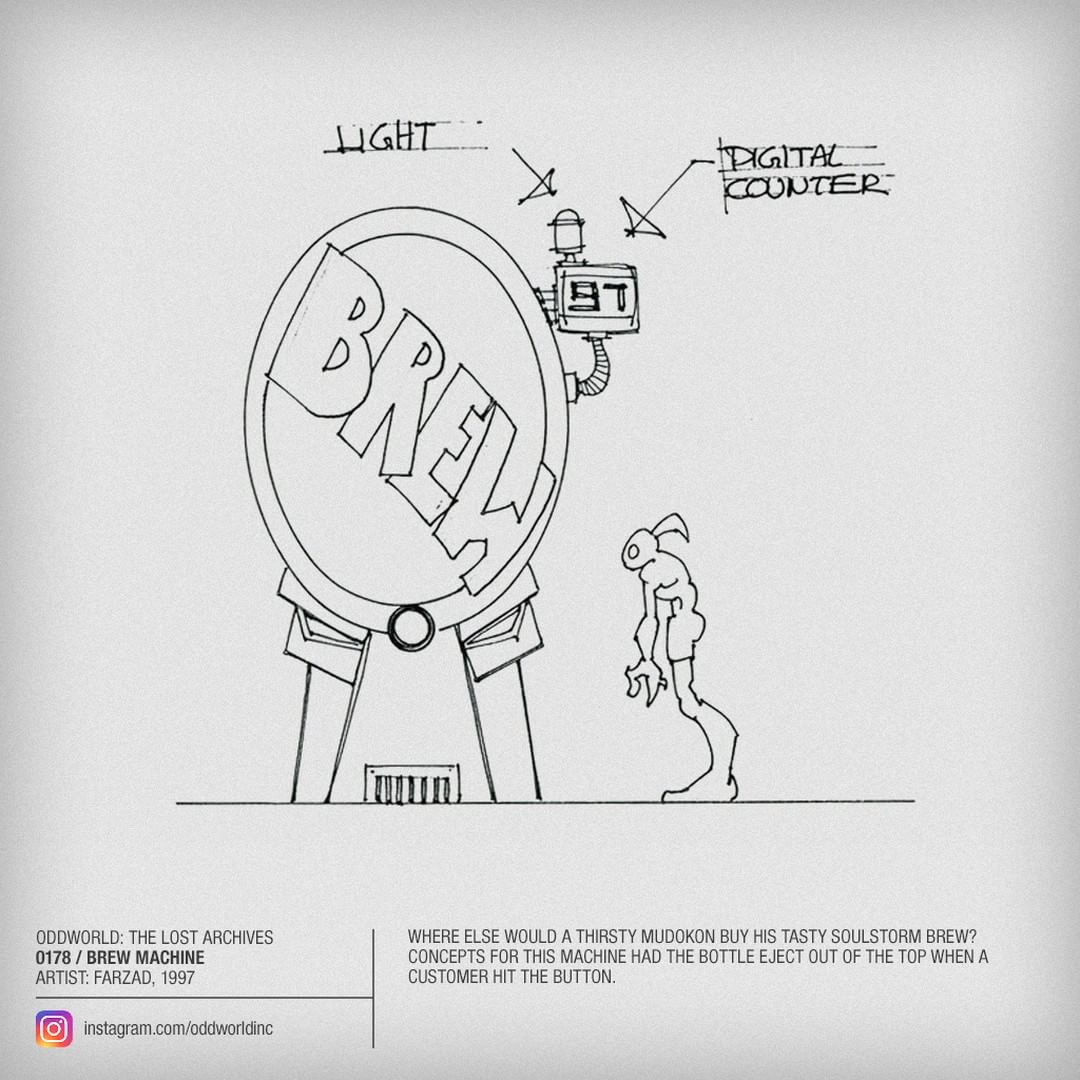 LIGHT
DIGITAL
COUNTER
BREW
ODDWORLD: THE LOST ARCHIVES
0178 / BREW MACHINE
ARTIST: FARZAD, 1997
instagram.com/oddworldinc
WHERE ELSE WOULD A THIRSTY MUDOKON BUY HIS TASTY SOULSTORM BREW?
CONCEPTS FOR THIS MACHINE HAD THE BOTTLE EJECT OUT OF THE TOP WHEN A
CUSTOMER HIT THE BUTTON.